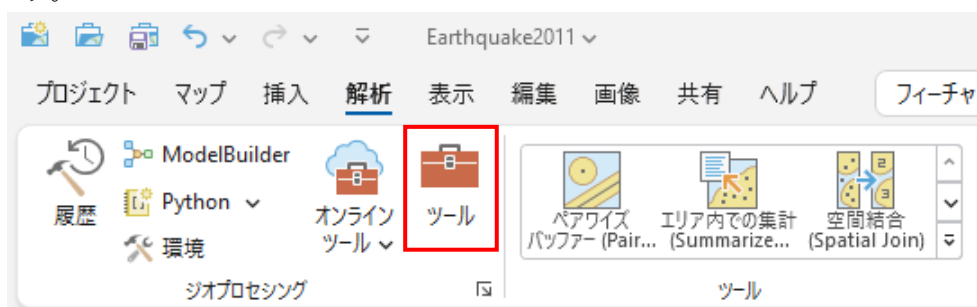 Earthquake2011
プロジェクト マップ 挿入 解析 表示 編集 画像 共有 ヘルプ フィーチャ
履歴
ModelBuilder
Python
環境
オンライン
ツール
ツール
ペアワイズ
バッファー (Pair...
エリア内での集計
(Summarize...
空間結合
(Spatial Join)
ジオプロセシング
ツール